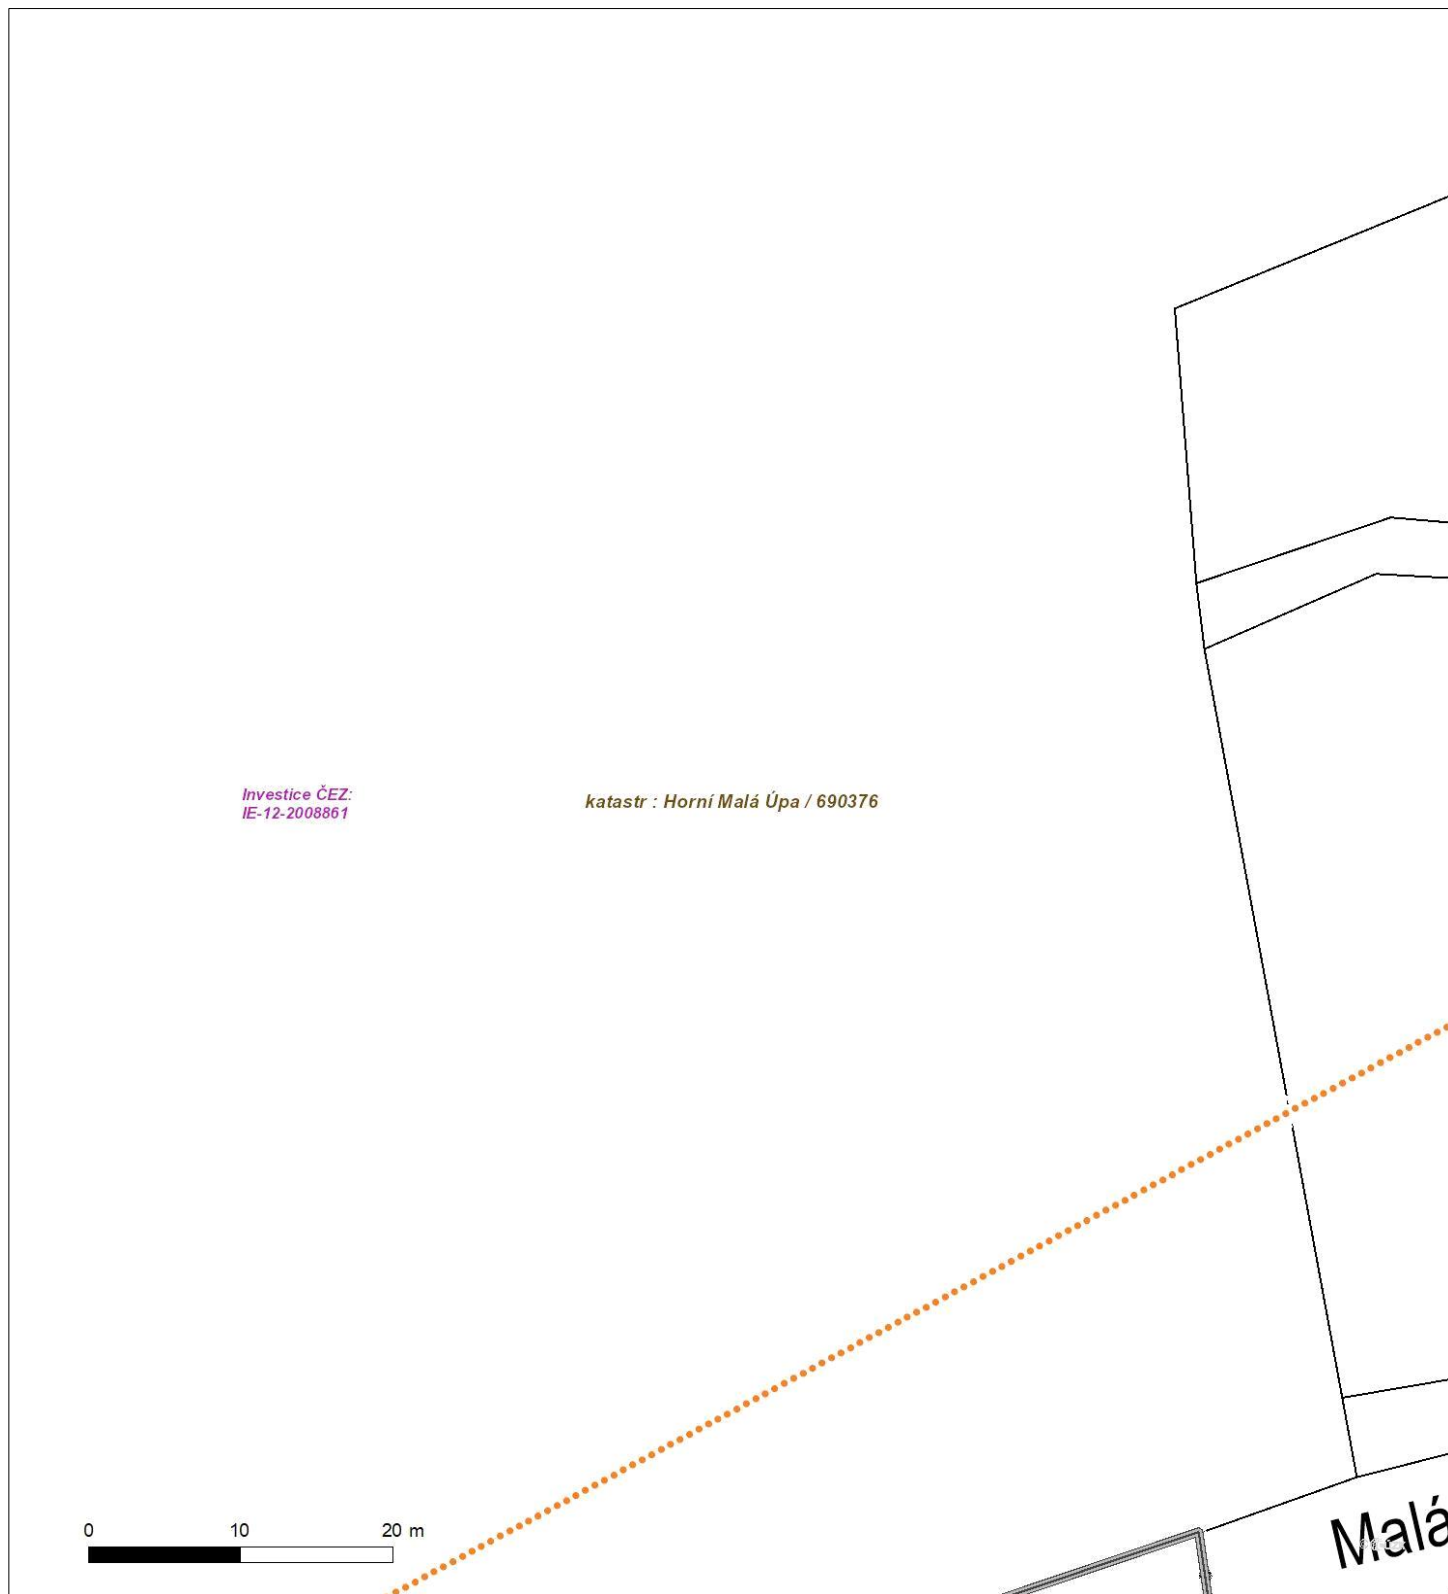 Investice ČEZ:
IE-12-2008861
katastr : Horní Malá Úpa / 690376
0 10 20 m
Malá